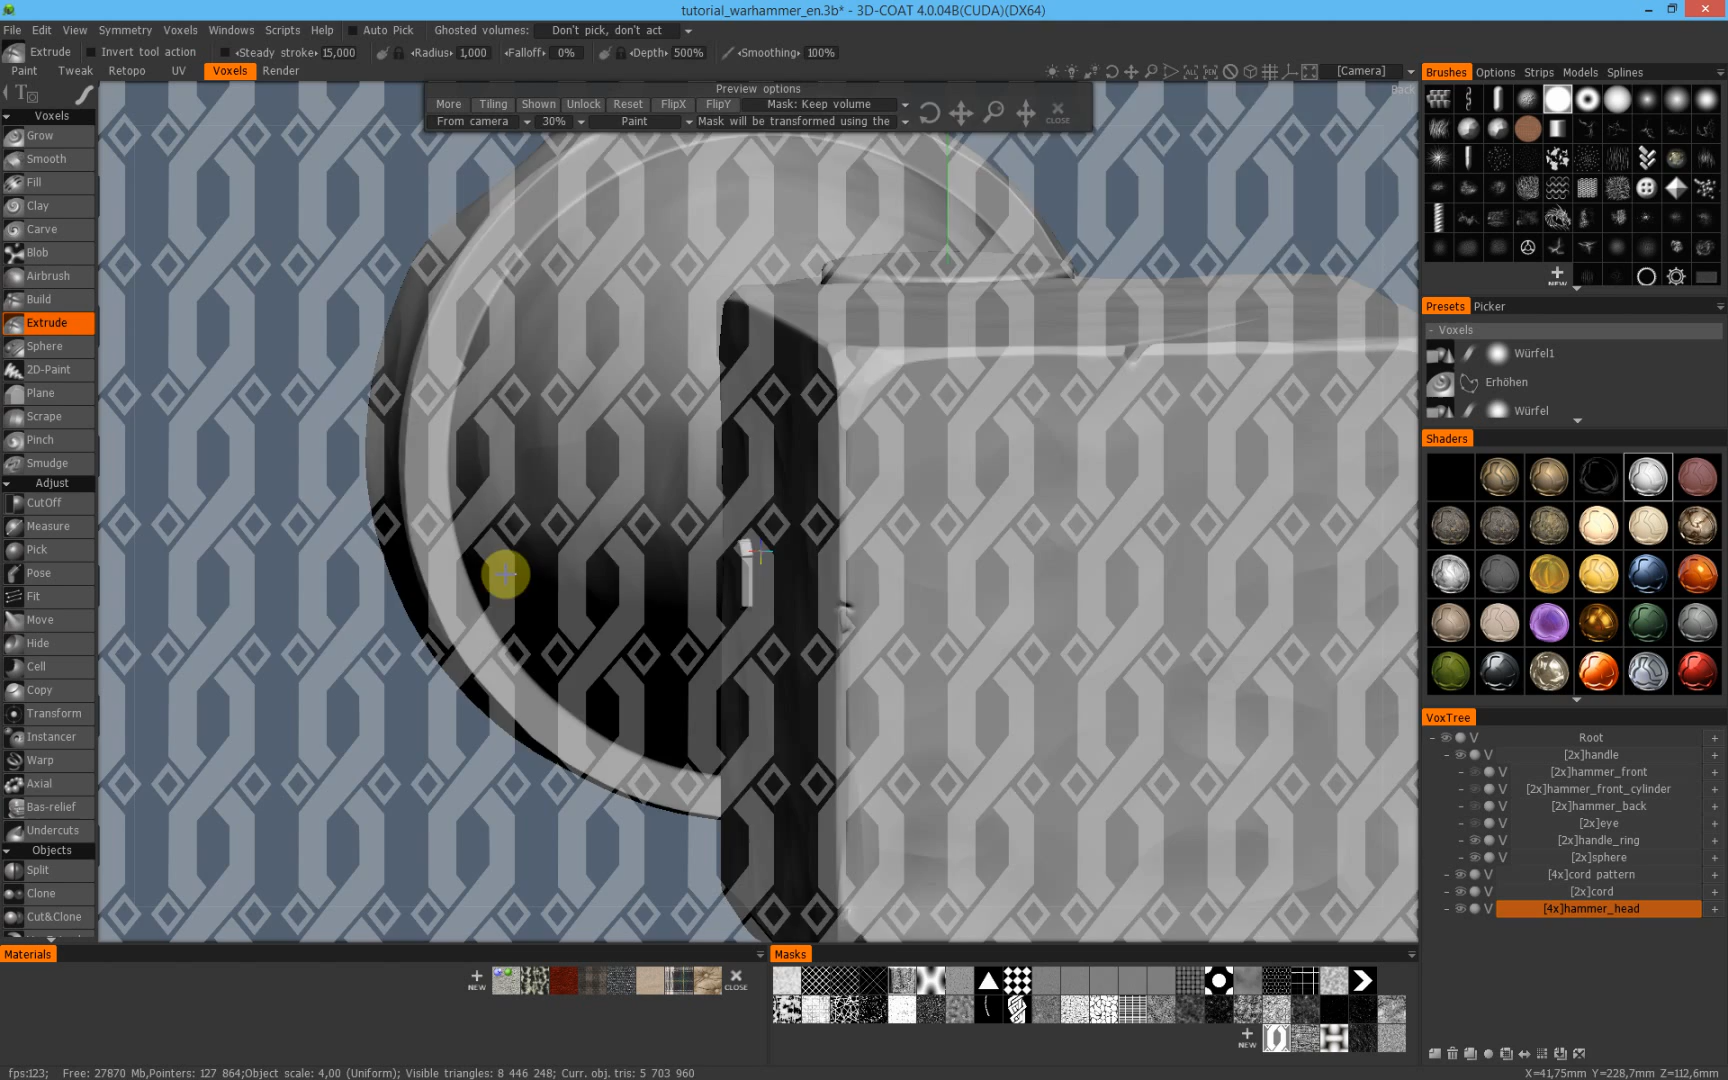 tutorial_warhammer_en.3b* - 3D-COAT 4.0.04B(CUDA)(DX64)
File Edit View Symmetry Voxels Windows Scripts Help Auto Pick Ghosted volumes: Don't pick, don't act
Extrude Invert tool action Steady stroke 15,000 Radius 1,000 Falloff 0% Depth 500% Smoothing 100%
Paint Tweak Retopo UV Voxels Render [Camera]
Brushes Options Strips Models Splines
Back
Preview options
More Tiling Shown Unlock Reset FlipX FlipY Mask: Keep volume
From camera 30% Paint Mask will be transformed using the
CLOSE
Voxels
Grow
Smooth
Fill
Clay
Carve
Blob
Airbrush
Build
Extrude
Sphere
2D-Paint
Plane
Scrape
Pinch
Smudge
Adjust
CutOff
Measure
Pick
Pose
Fit
Move
Hide
Cell
Copy
Transform
Instancer
Warp
Axial
Bas-relief
Undercuts
Objects
Split
Clone
Cut&Clone
NEW
Presets Picker
- Voxels
Würfel1
Erhöhen
Würfel
Shaders
VoxTree
V Root +
V [2x]handle +
V [2x]hammer_front +
V [2x]hammer_front_cylinder +
V [2x]hammer_back +
V [2x]eye +
V [2x]handle_ring +
V [2x]sphere +
V [4x]cord pattern +
V [2x]cord +
V [4x]hammer_head +
Materials
NEW
CLOSE
Masks
NEW
fps:123; Free: 27870 Mb,Pointers: 127 864;Object scale: 4,00 (Uniform); Visible triangles: 8 446 248; Curr. obj. tris: 5 703 960
X=41,75mm Y=228,7mm Z=112,6mm